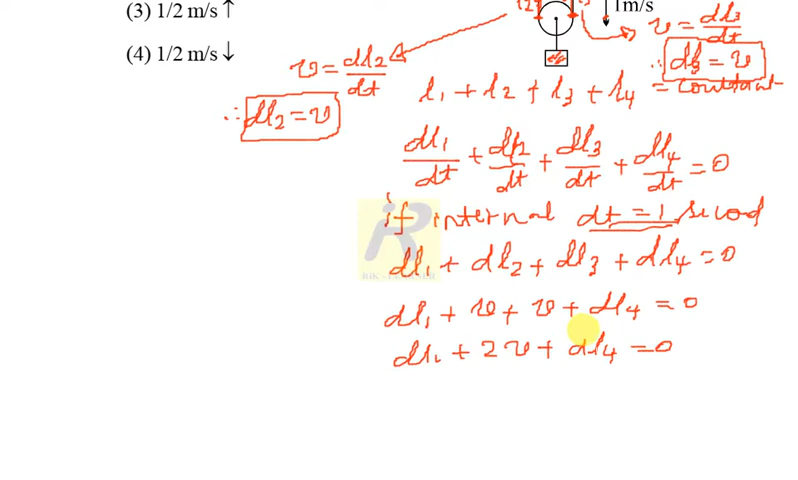 (3) 1/2 m/s ↑
1 m/s
l2
v = dl3/dt
(4) 1/2 m/s ↓
v = dl2/dt
∴ dl3 = v
l1 + l2 + l3 + l4 = constant
∴ dl2 = v
dl1/dt + dl2/dt + dl3/dt + dl4/dt = 0
if internal dt = 1 second
dl1 + dl2 + dl3 + dl4 = 0
dl1 + v + v + dl4 = 0
dl1 + 2v + dl4 = 0